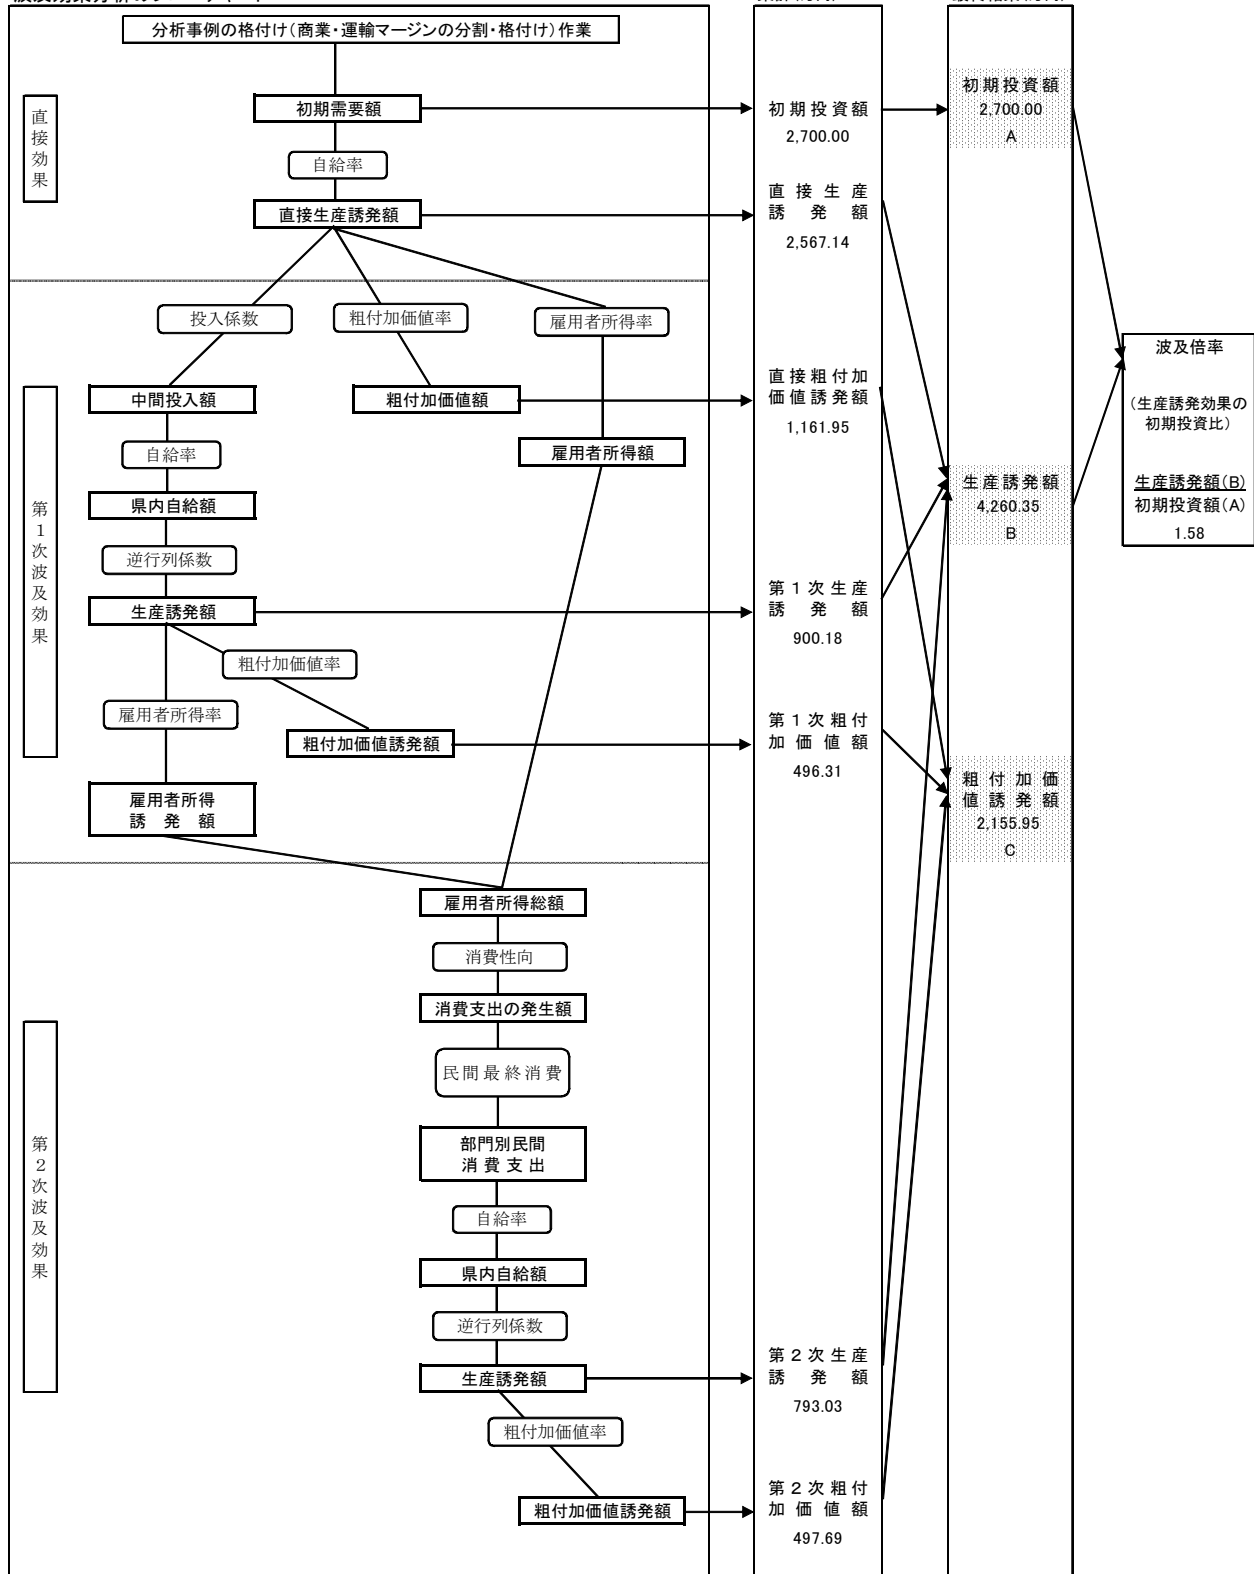 分析事例の格付け(商業・運輸マージンの分割・格付け)作業
直接効果
初期需要額
自給率
直接生産誘発額
投入係数
粗付加価値率
雇用者所得率
第1次波及効果
中間投入額
粗付加価値額
雇用者所得額
自給率
県内自給額
逆行列係数
生産誘発額
粗付加価値率
雇用者所得率
粗付加価値誘発額
雇用者所得
誘発額
雇用者所得総額
消費性向
消費支出の発生額
民間最終消費
第2次波及効果
部門別民間
消費支出
自給率
県内自給額
逆行列係数
生産誘発額
粗付加価値率
粗付加価値誘発額
初期投資額
2,700.00
直接生産
誘発額
2,567.14
直接粗付加
価値誘発額
1,161.95
第1次生産
誘発額
900.18
第1次粗付
加価値額
496.31
第2次生産
誘発額
793.03
第2次粗付
加価値額
497.69
初期投資額
2,700.00
A
生産誘発額
4,260.35
B
粗付加価
値誘発額
2,155.95
C
波及倍率
(生産誘発効果の
初期投資比)
生産誘発額(B)
初期投資額(A)
1.58